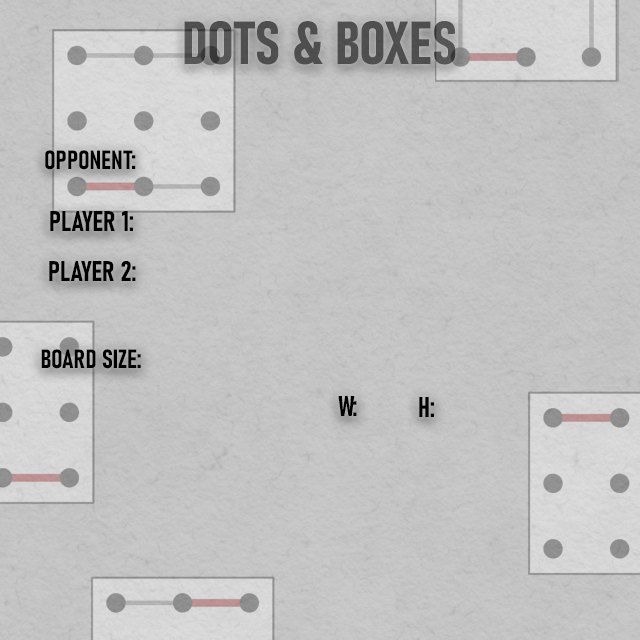 DOTS & BOXES
OPPONENT:
PLAYER 1:
PLAYER 2:
BOARD SIZE:
W: H: